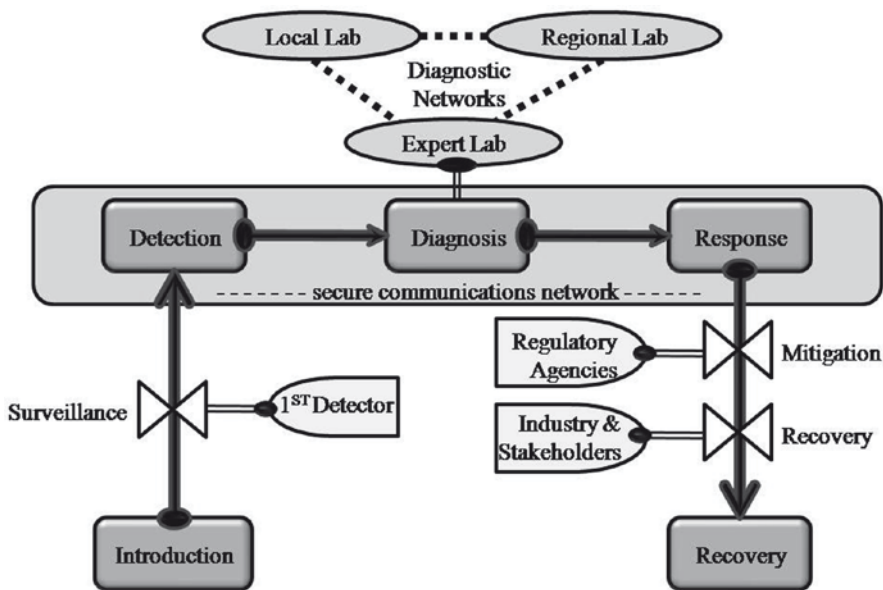 Local Lab
Regional Lab
Diagnostic
Networks
Expert Lab
Detection
Diagnosis
Response
secure communications network
Regulatory
Agencies
Mitigation
Surveillance
1ST Detector
Industry &
Stakeholders
Recovery
Introduction
Recovery